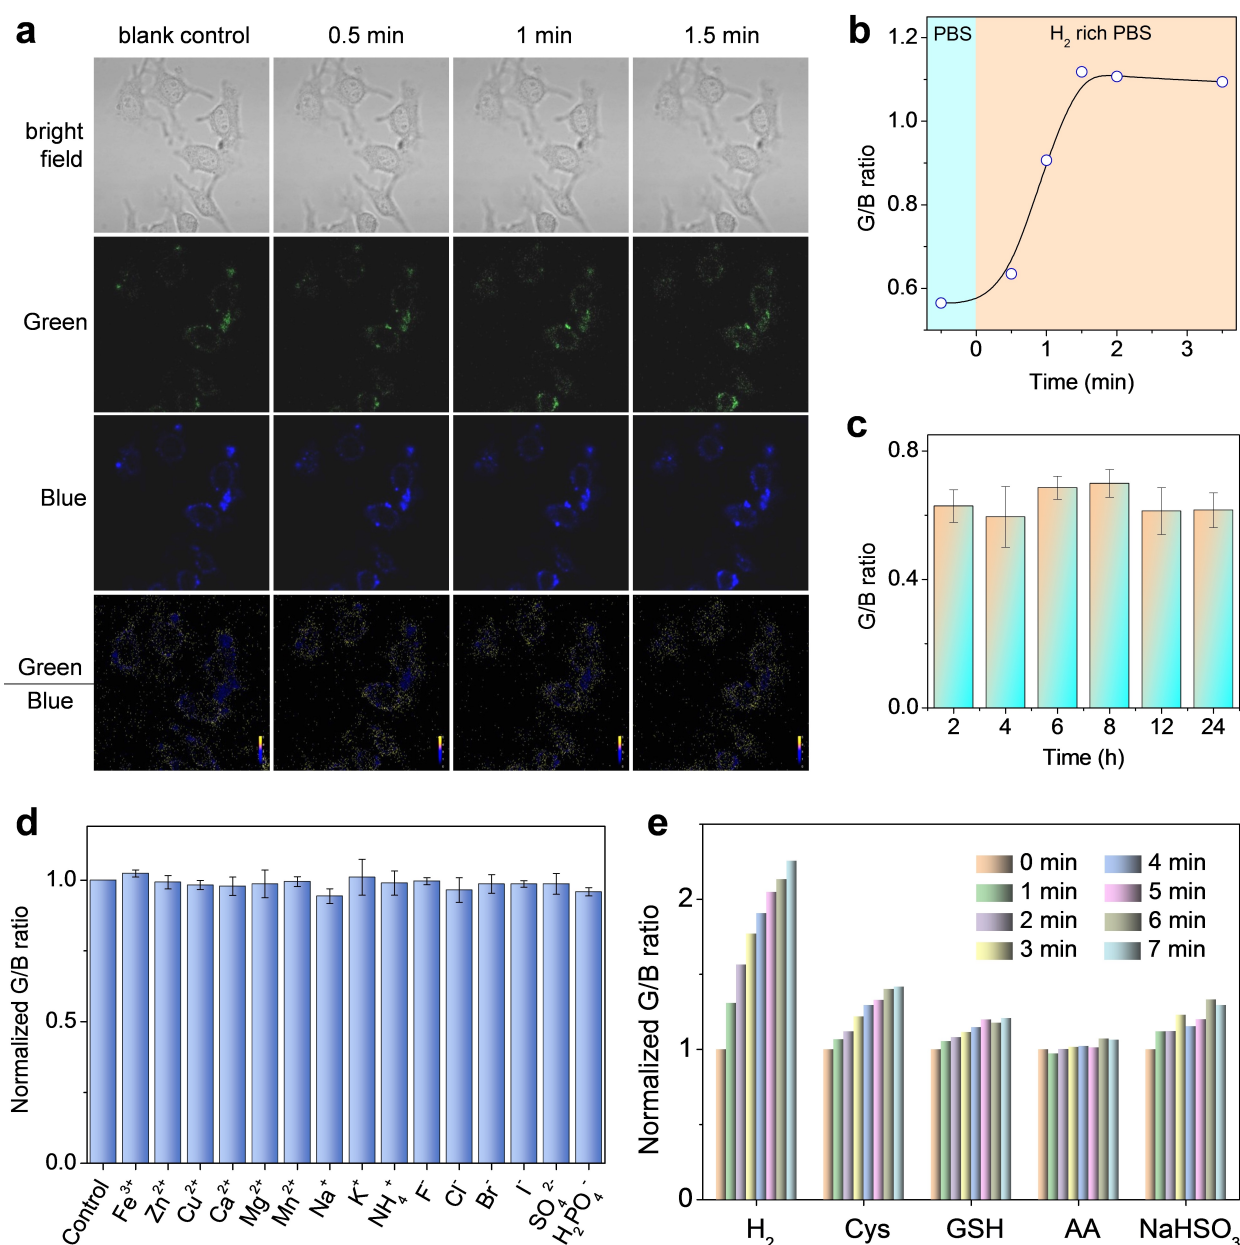 a
blank control
0.5 min
1 min
1.5 min
bright
field
Green
Blue
Green
Blue
b
PBS
H2 rich PBS
1.2
1.0
0.8
0.6
G/B ratio
0
1
2
3
Time (min)
c
0.8
0.4
0.0
G/B ratio
2
4
6
8
12
24
Time (h)
d
1.0
0.5
0.0
Normalized G/B ratio
Control
Fe3+
Zn2+
Cu2+
Ca2+
Mg2+
Mn2+
Na+
K+
NH4+
F-
Cl-
Br-
I-
SO42-
H2PO4-
e
0 min
1 min
2 min
3 min
4 min
5 min
6 min
7 min
2
1
0
Normalized G/B ratio
H2
Cys
GSH
AA
NaHSO3